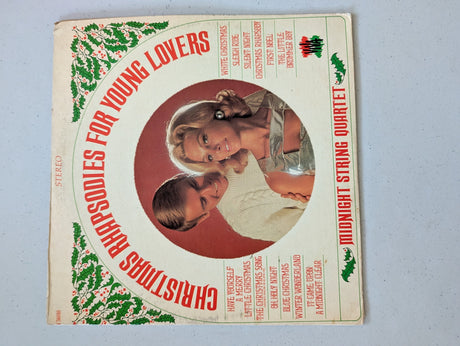 STEREO
CHRISTMAS RHAPSODIES FOR YOUNG LOVERS
WHITE CHRISTMAS
SLEIGH RIDE
SILENT NIGHT
CHRISTMAS RHAPSODY
FIRST NOEL
THE LITTLE
DRUMMER BOY
HAVE YOURSELF
A MERRY
LITTLE CHRISTMAS
THE CHRISTMAS SONG
OH HOLY NIGHT
BLUE CHRISTMAS
WINTER WONDERLAND
IT CAME UPON
A MIDNIGHT CLEAR
MIDNIGHT STRING QUARTET